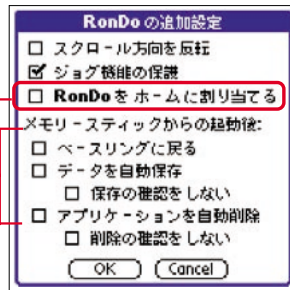 RonDoの追加設定
スクロール方向を反転
ジョグ機能の保護
RonDoをホームに割り当てる
メモリースティックからの起動後:
ベースリングに戻る
データを自動保存
保存の確認をしない
アプリケーションを自動削除
削除の確認をしない
OK Cancel